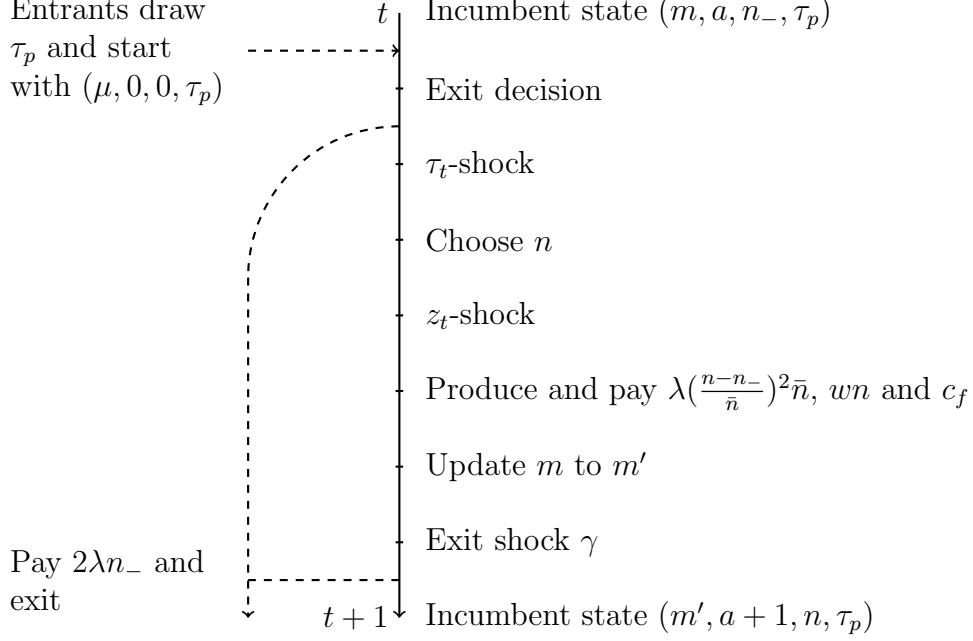 Entrants draw
τ_p and start
with (μ, 0, 0, τ_p)
t
Incumbent state (m, a, n_−, τ_p)
Exit decision
τ_t-shock
Choose n
z_t-shock
Produce and pay λ(\frac{n−n_−}{n̄})^2 n̄, wn and c_f
Update m to m′
Exit shock γ
Pay 2λn_− and
exit
t + 1
Incumbent state (m′, a + 1, n, τ_p)